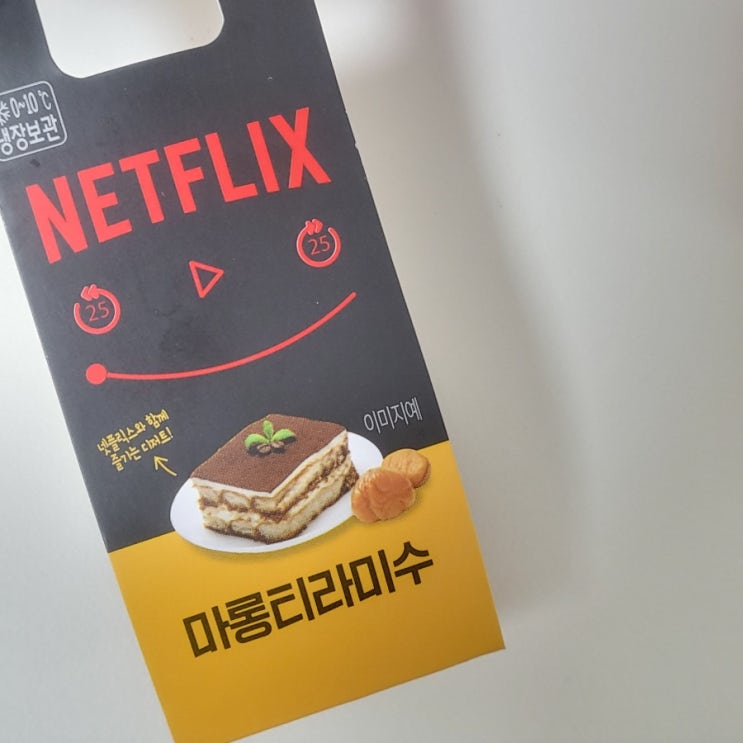 0~10℃
냉장보관
NETFLIX
25
25
넷플릭스와 함께
즐기는 디저트!
이미지예
마롱티라미수